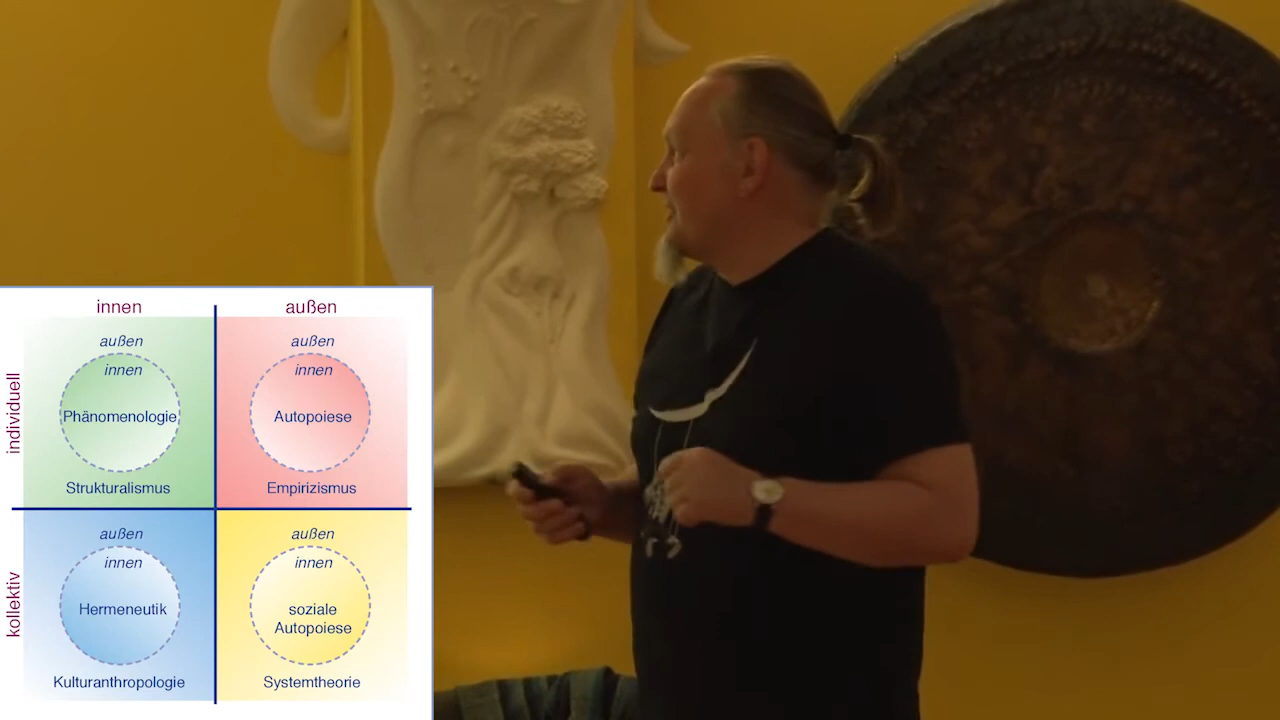 innen
außen
individuell
außen
innen
Phänomenologie
Strukturalismus
außen
innen
Autopoiese
Empirizismus
kollektiv
außen
innen
Hermeneutik
Kulturanthropologie
außen
innen
soziale
Autopoiese
Systemtheorie